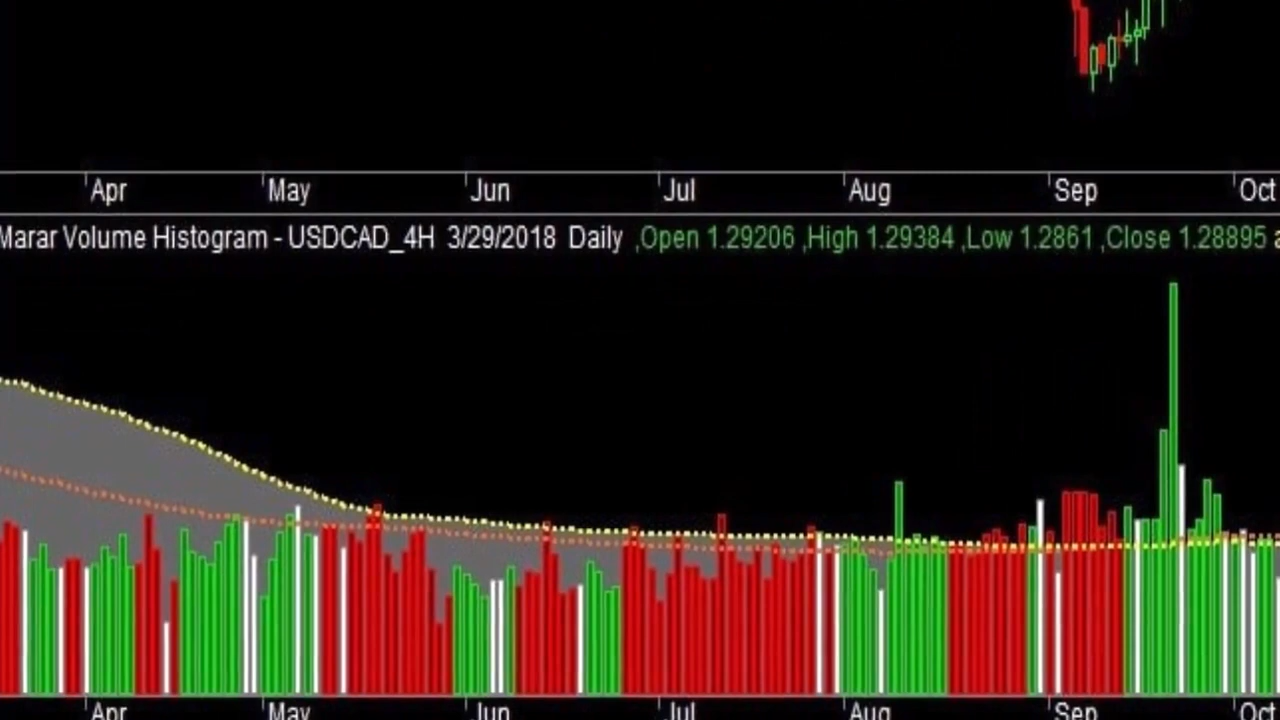 Apr May Jun Jul Aug Sep Oct
Marar Volume Histogram - USDCAD_4H 3/29/2018 Daily ,Open 1.29206 ,High 1.29384 ,Low 1.2861 ,Close 1.28895
Apr May Jun Jul Aug Sep Oct